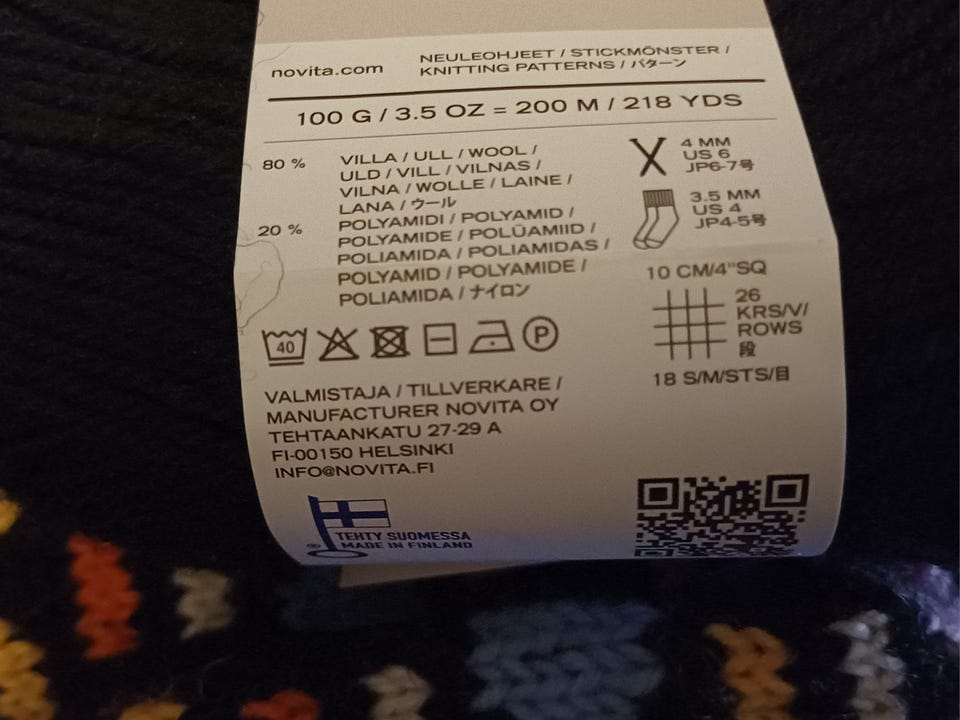 novita.com
NEULEOHJEET / STICKMÖNSTER /
KNITTING PATTERNS / パターン
100 G / 3.5 OZ = 200 M / 218 YDS
80 %
VILLA / ULL / WOOL /
ULD / VILL / VILNAS /
VILNA / WOLLE / LAINE /
LANA / ウール
20 %
POLYAMIDI / POLYAMID /
POLYAMIDE / POLÜAMIID /
POLIAMIDA / POLIAMIDAS /
POLYAMID / POLYAMIDE /
POLIAMIDA / ナイロン
4 MM
US 6
JP6-7号
3.5 MM
US 4
JP4-5号
10 CM/4"SQ
26
KRS/V/
ROWS
段
18 S/M/STS/目
40
P
VALMISTAJA / TILLVERKARE /
MANUFACTURER NOVITA OY
TEHTAANKATU 27-29 A
FI-00150 HELSINKI
INFO@NOVITA.FI
TEHTY SUOMESSA
® MADE IN FINLAND